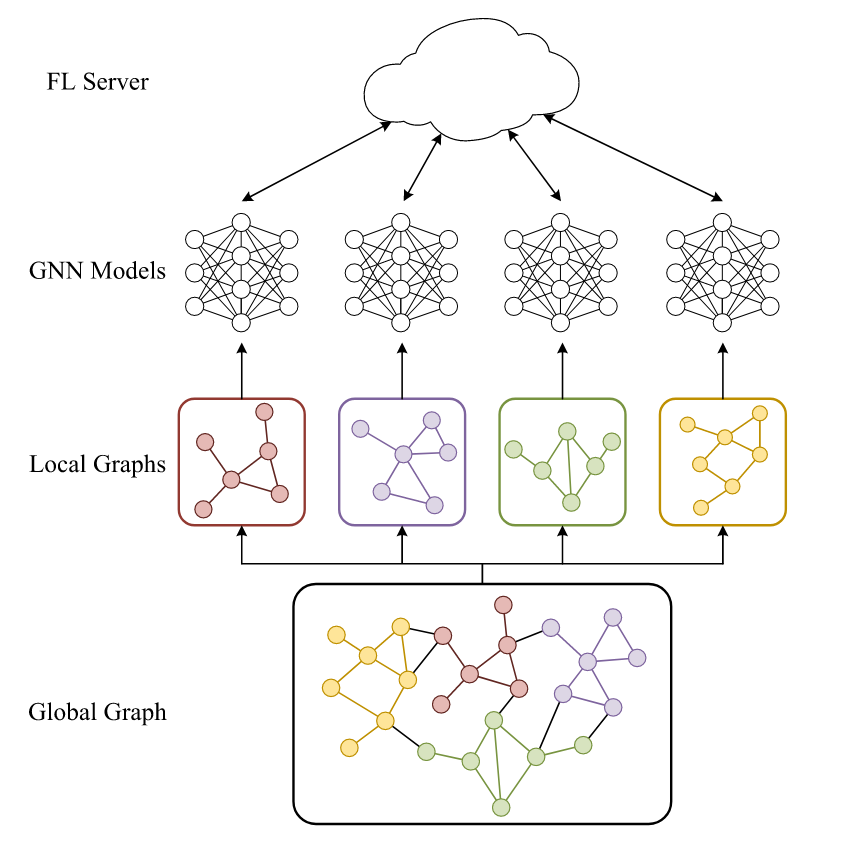 FL Server
GNN Models
Local Graphs
Global Graph